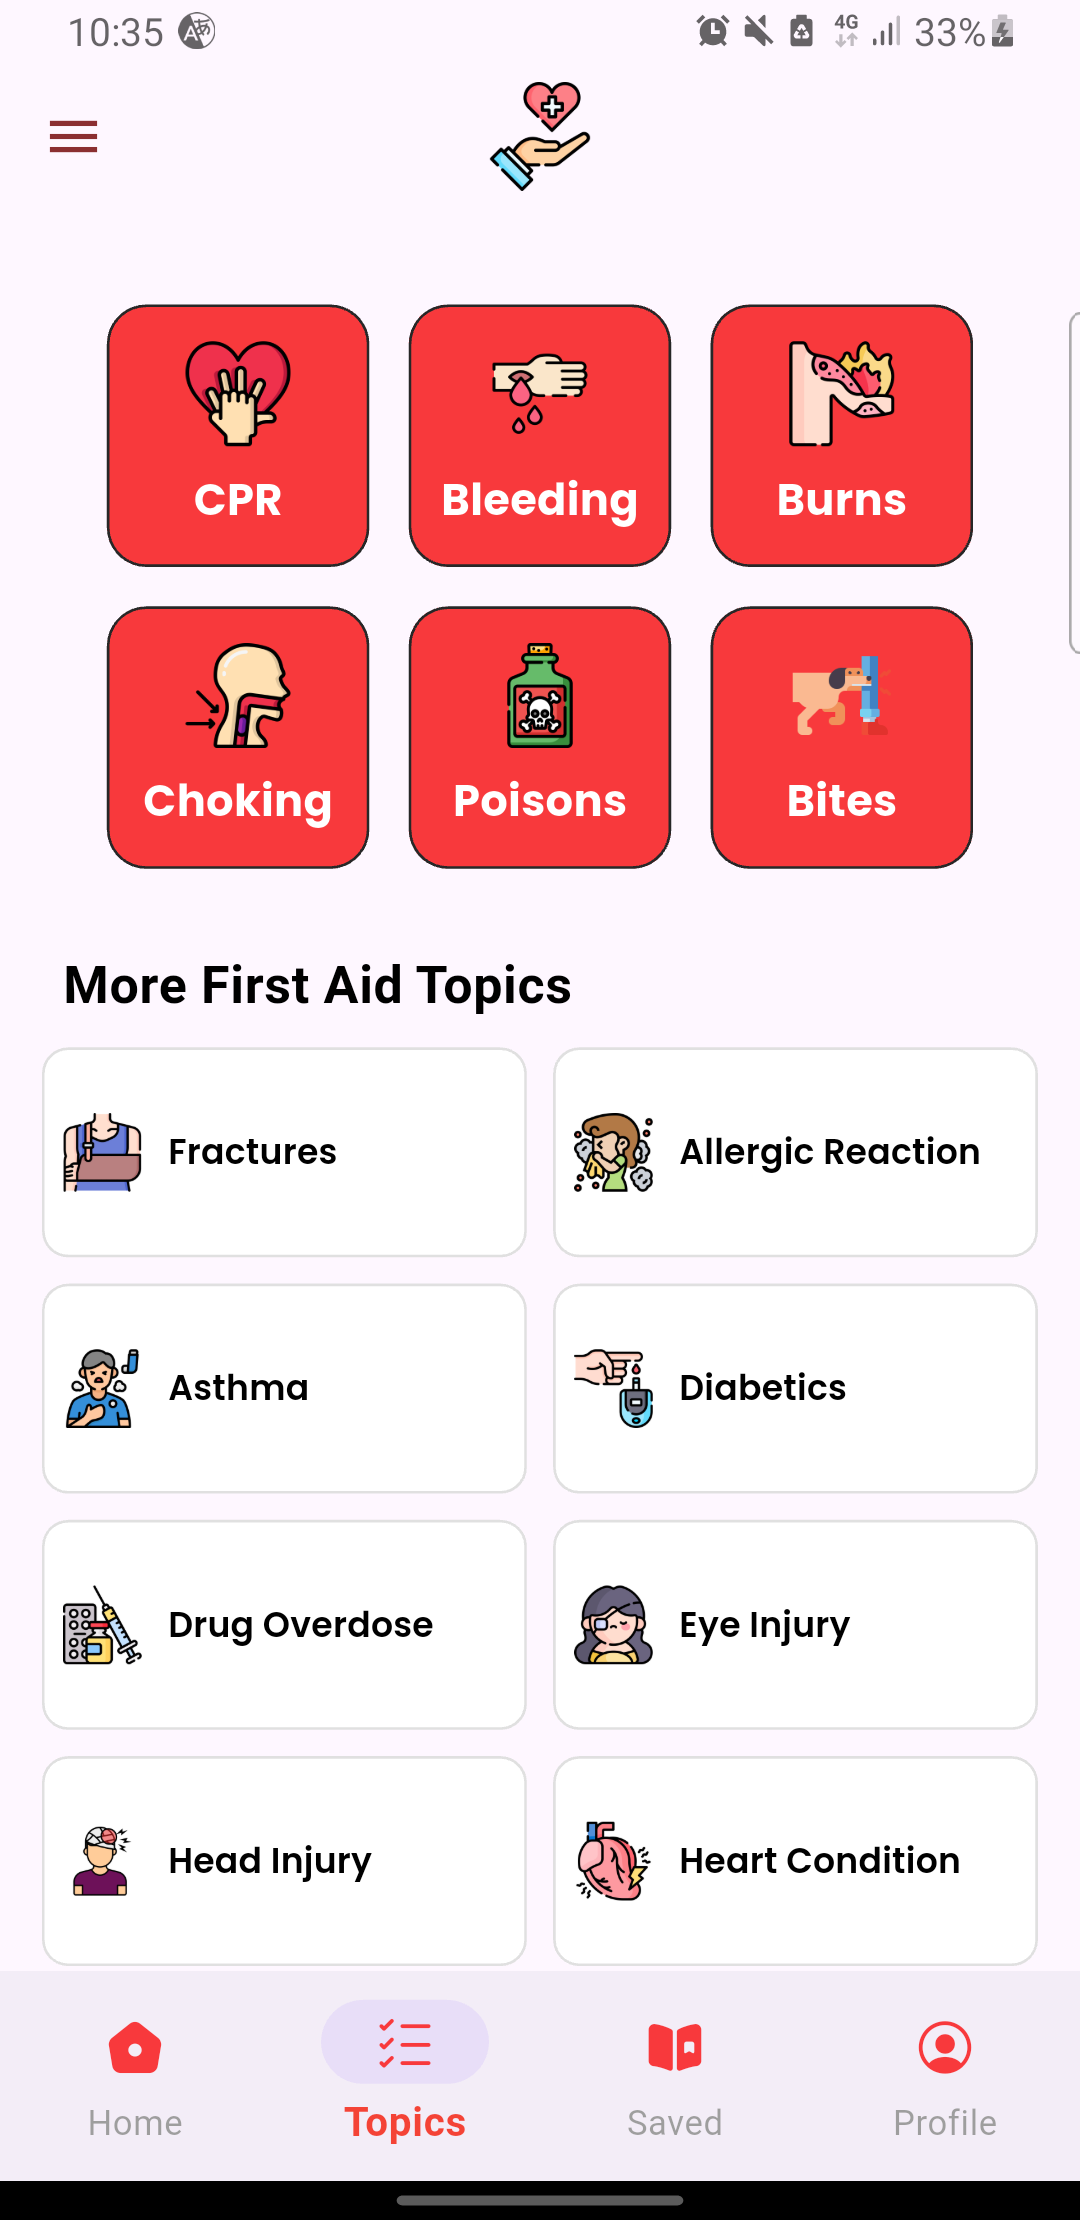 10:35 4G 33%
CPR Bleeding Burns
Choking Poisons Bites
More First Aid Topics
Fractures Allergic Reaction
Asthma Diabetics
Drug Overdose Eye Injury
Head Injury Heart Condition
Home Topics Saved Profile